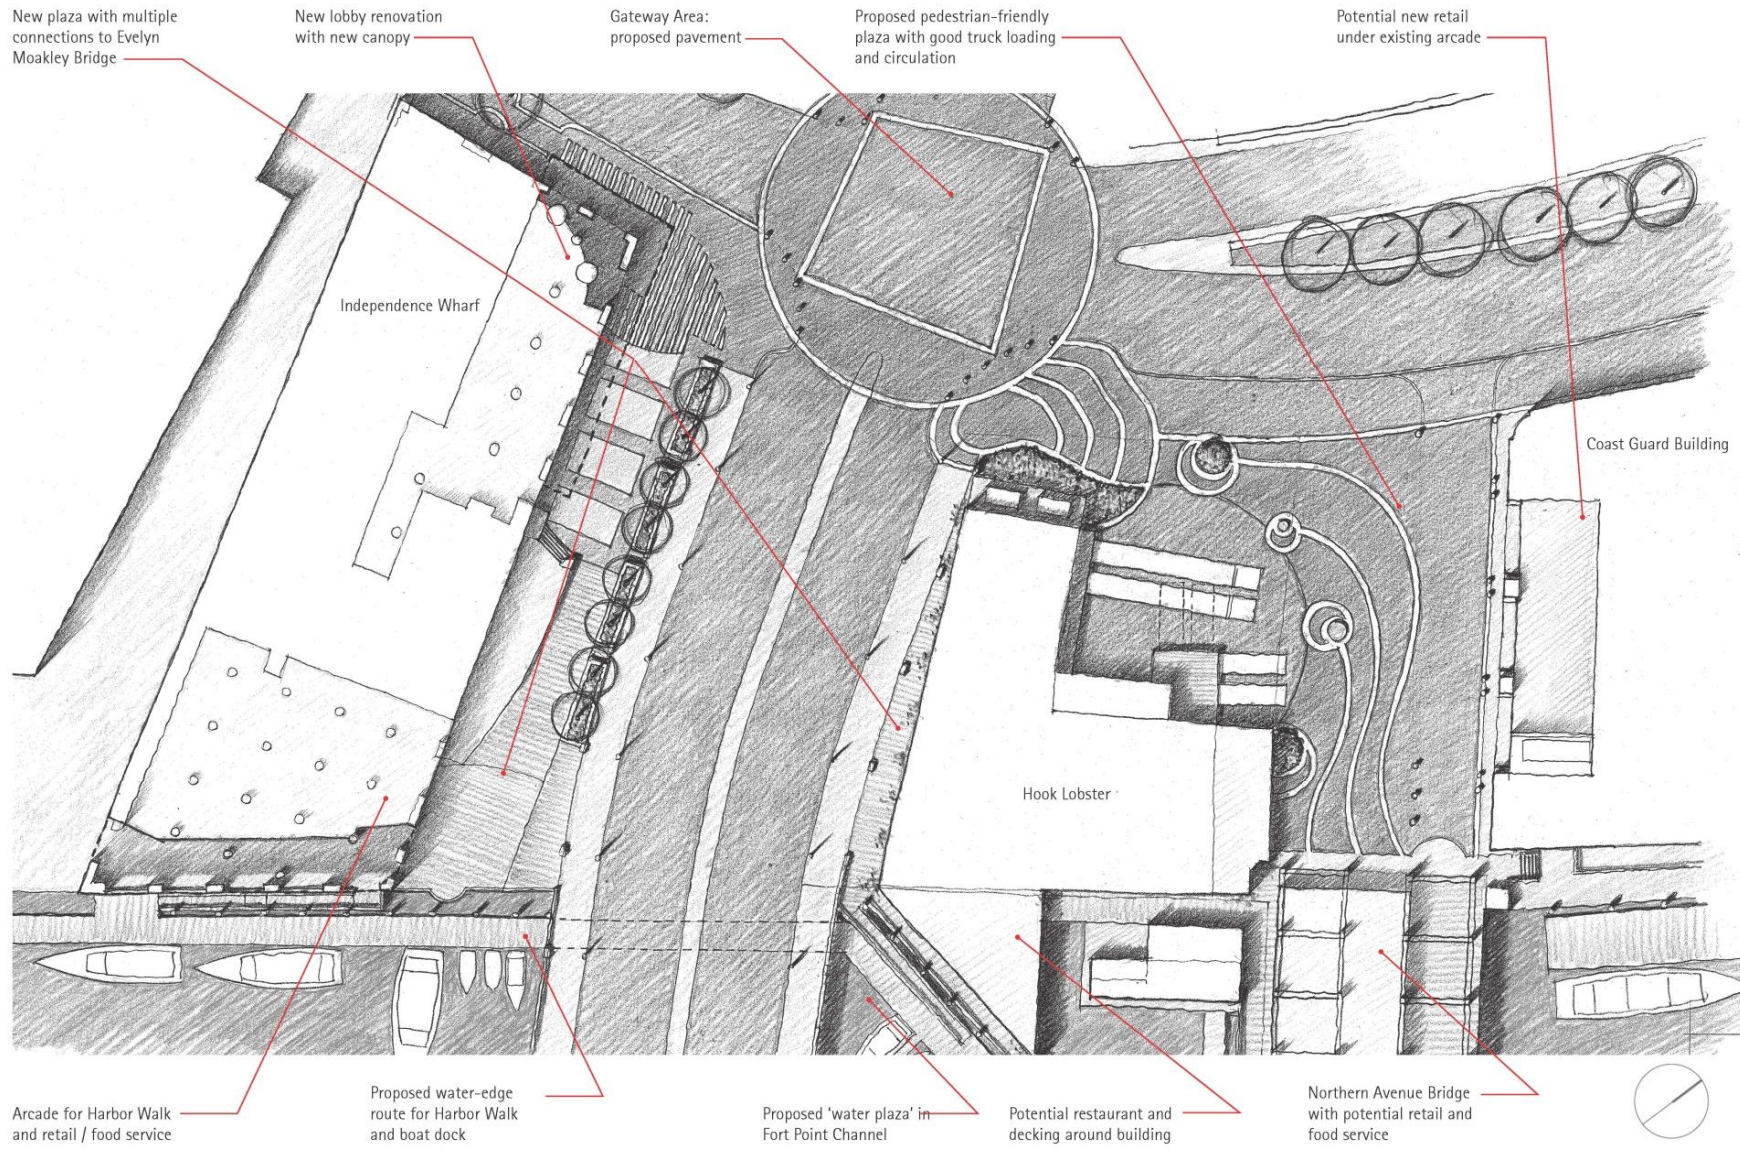 New plaza with multiple
connections to Evelyn
Moakley Bridge
New lobby renovation
with new canopy
Gateway Area:
proposed pavement
Proposed pedestrian-friendly
plaza with good truck loading
and circulation
Potential new retail
under existing arcade
Independence Wharf
Coast Guard Building
Hook Lobster
Arcade for Harbor Walk
and retail / food service
Proposed water-edge
route for Harbor Walk
and boat dock
Proposed 'water plaza' in
Fort Point Channel
Potential restaurant and
decking around building
Northern Avenue Bridge
with potential retail and
food service